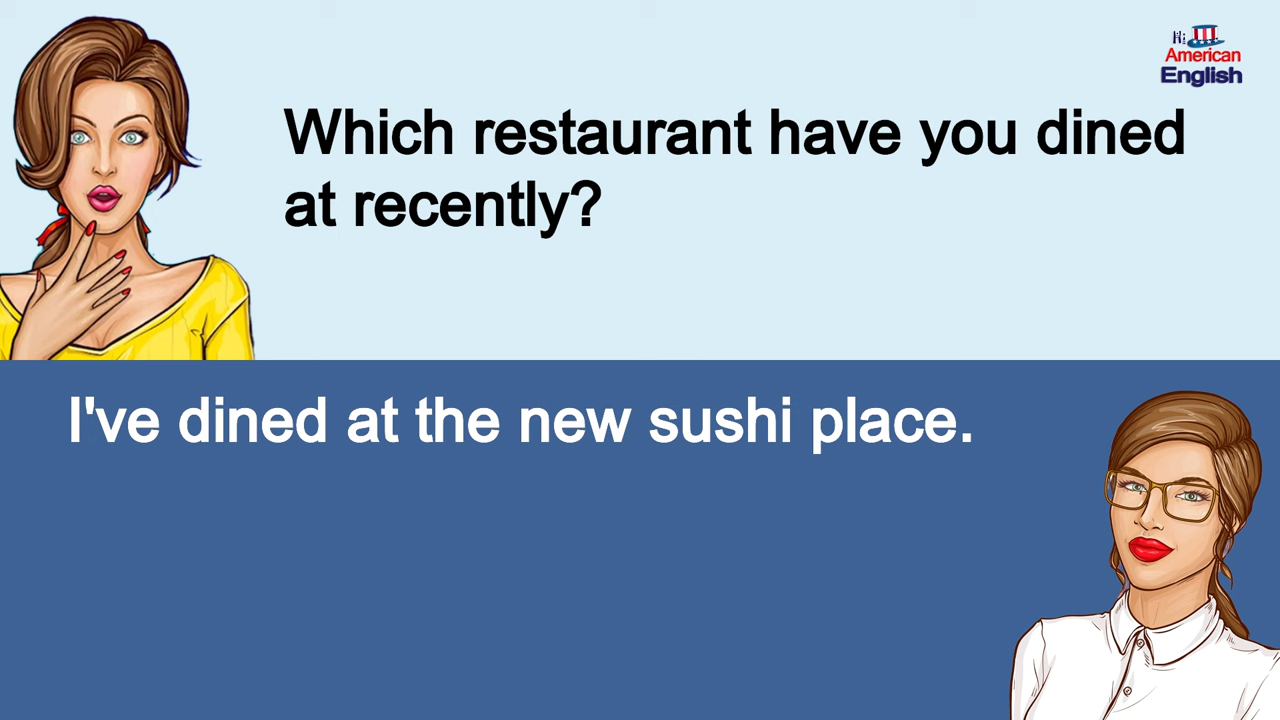 Hi
American
English
Which restaurant have you dined
at recently?
I've dined at the new sushi place.